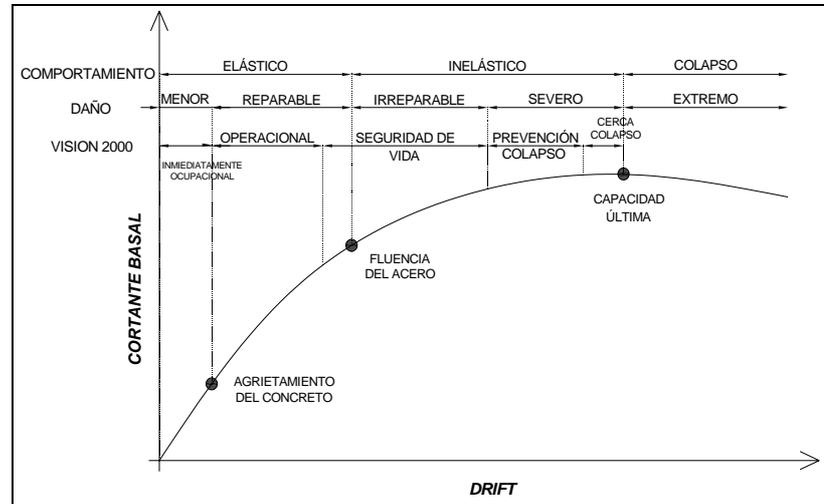 COMPORTAMIENTO ELÁSTICO INELÁSTICO COLAPSO
DAÑO MENOR REPARABLE IRREPARABLE SEVERO EXTREMO
VISION 2000 OPERACIONAL SEGURIDAD DE PREVENCIÓN CERCA
VIDA COLAPSO COLAPSO
INMIEDIATAMENTE
OCUPACIONAL
CAPACIDAD
ÚLTIMA
FLUENCIA
DEL ACERO
AGRIETAMIENTO
DEL CONCRETO
CORTANTE BASAL
DRIFT